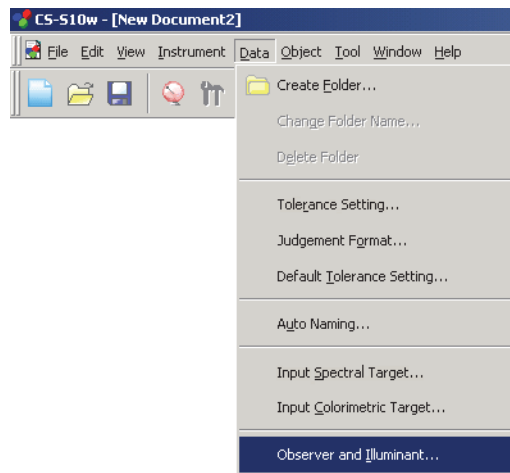 CS-S10w - [New Document2]
File Edit View Instrument Data Object Tool Window Help
Create Folder...
Change Folder Name...
Delete Folder
Tolerance Setting...
Judgement Format...
Default Tolerance Setting...
Auto Naming...
Input Spectral Target...
Input Colorimetric Target...
Observer and Illuminant...